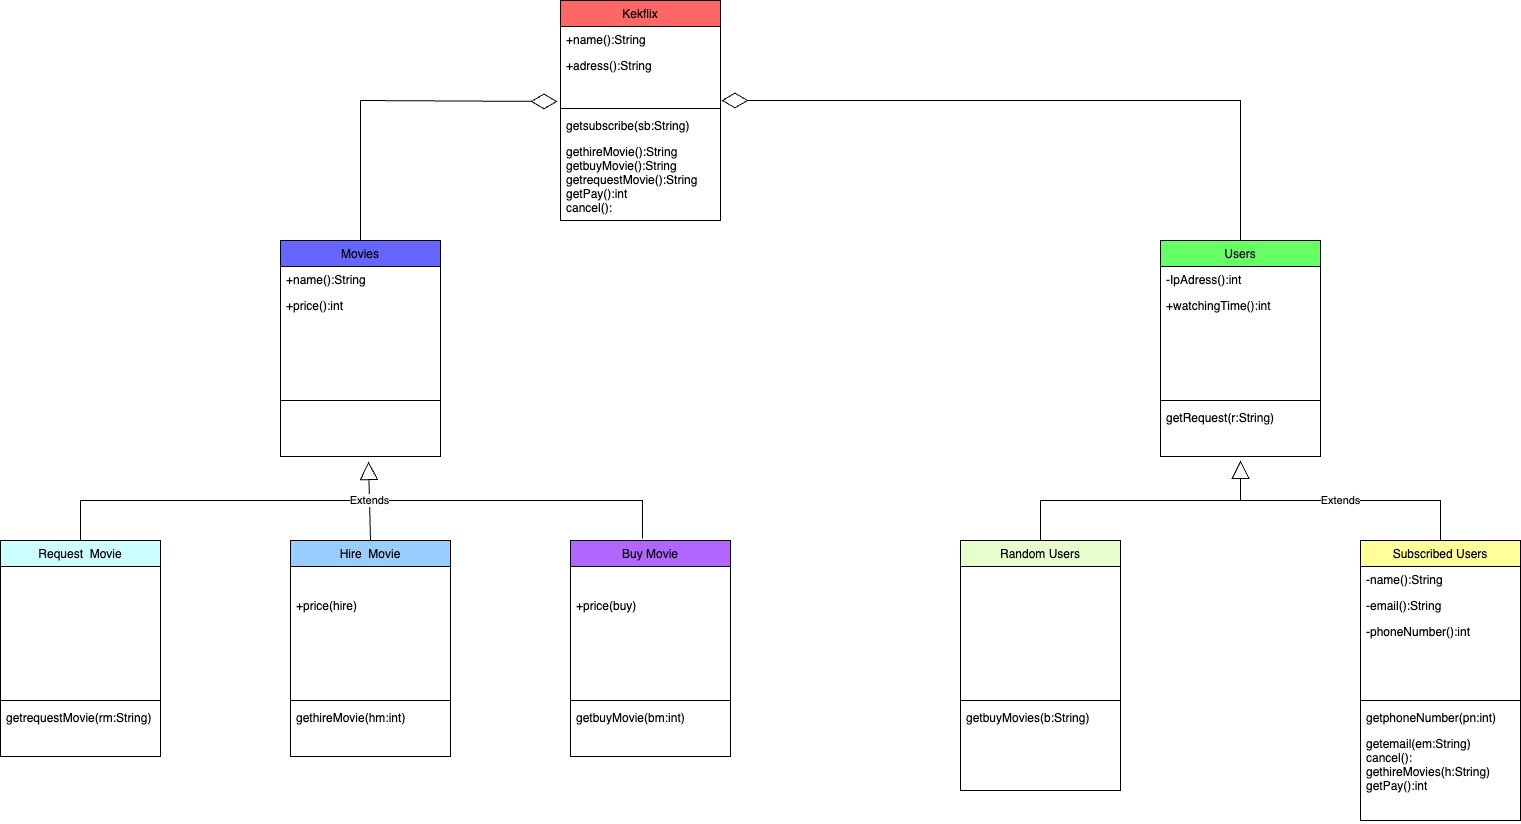 Kekflix
+name():String
+adress():String
getsubscribe(sb:String)
gethireMovie():String
getbuyMovie():String
getrequestMovie():String
getPay():int
cancel():
Movies
+name():String
+price():int
Users
-IpAdress():int
+watchingTime():int
getRequest(r:String)
Extends
Extends
Request  Movie
getrequestMovie(rm:String)
Hire  Movie
+price(hire)
gethireMovie(hm:int)
Buy Movie
+price(buy)
getbuyMovie(bm:int)
Random Users
getbuyMovies(b:String)
Subscribed Users
-name():String
-email():String
-phoneNumber():int
getphoneNumber(pn:int)
getemail(em:String)
cancel():
gethireMovies(h:String)
getPay():int